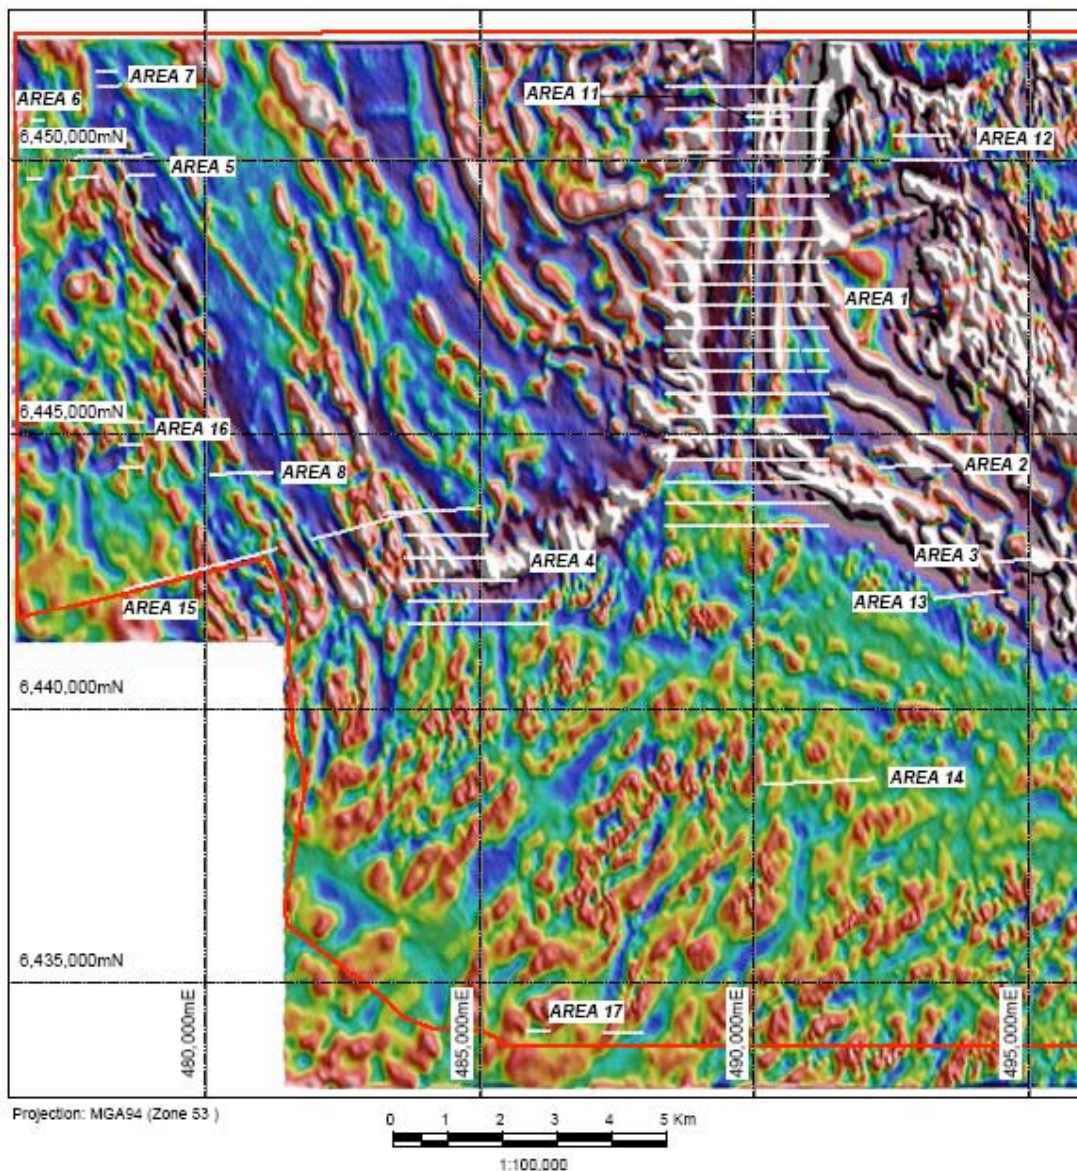 AREA 7
AREA 6
AREA 11
6,450,000mN
AREA 12
AREA 5
AREA 1
6,445,000mN
AREA 16
AREA 8
AREA 2
AREA 4
AREA 3
AREA 15
AREA 13
6,440,000mN
AREA 14
6,435,000mN
AREA 17
480,000mE
485,000mE
490,000mE
495,000mE
Projection: MGA94 (Zone 53 )
0 1 2 3 4 5 Km
1:100,000